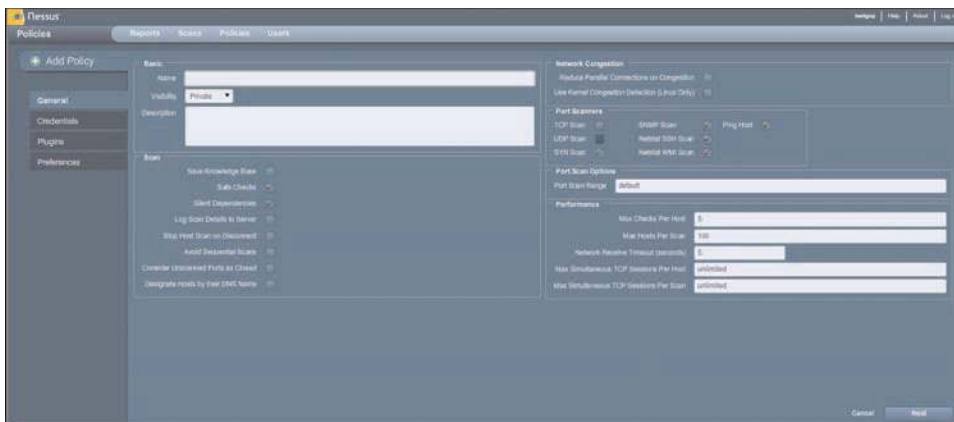 Nessus
Help
About
Log
Policies
Reports
Scans
Policies
Users
Add Policy
General
Credentials
Plugins
Preferences
Basic
Name
Visibility
Private
Description
Scan
Save Knowledge Base
Safe Checks
Silent Dependencies
Log Scan Details to Server
Stop Host Scan on Disconnect
Avoid Sequential Scans
Consider Unscanned Ports as Closed
Designate Hosts by their DNS Name
Network Congestion
Reduce Parallel Connections on Congestion
Use Kernel Congestion Detection (Linux Only)
Port Scanners
TCP Scan
SNMP Scan
Ping Host
UDP Scan
Netstat SSH Scan
SYN Scan
Netstat WMI Scan
Port Scan Options
Port Scan Range
default
Performance
Max Checks Per Host
5
Max Hosts Per Scan
100
Network Receive Timeout (seconds)
5
Max Simultaneous TCP Sessions Per Host
unlimited
Max Simultaneous TCP Sessions Per Scan
unlimited
Cancel
Next